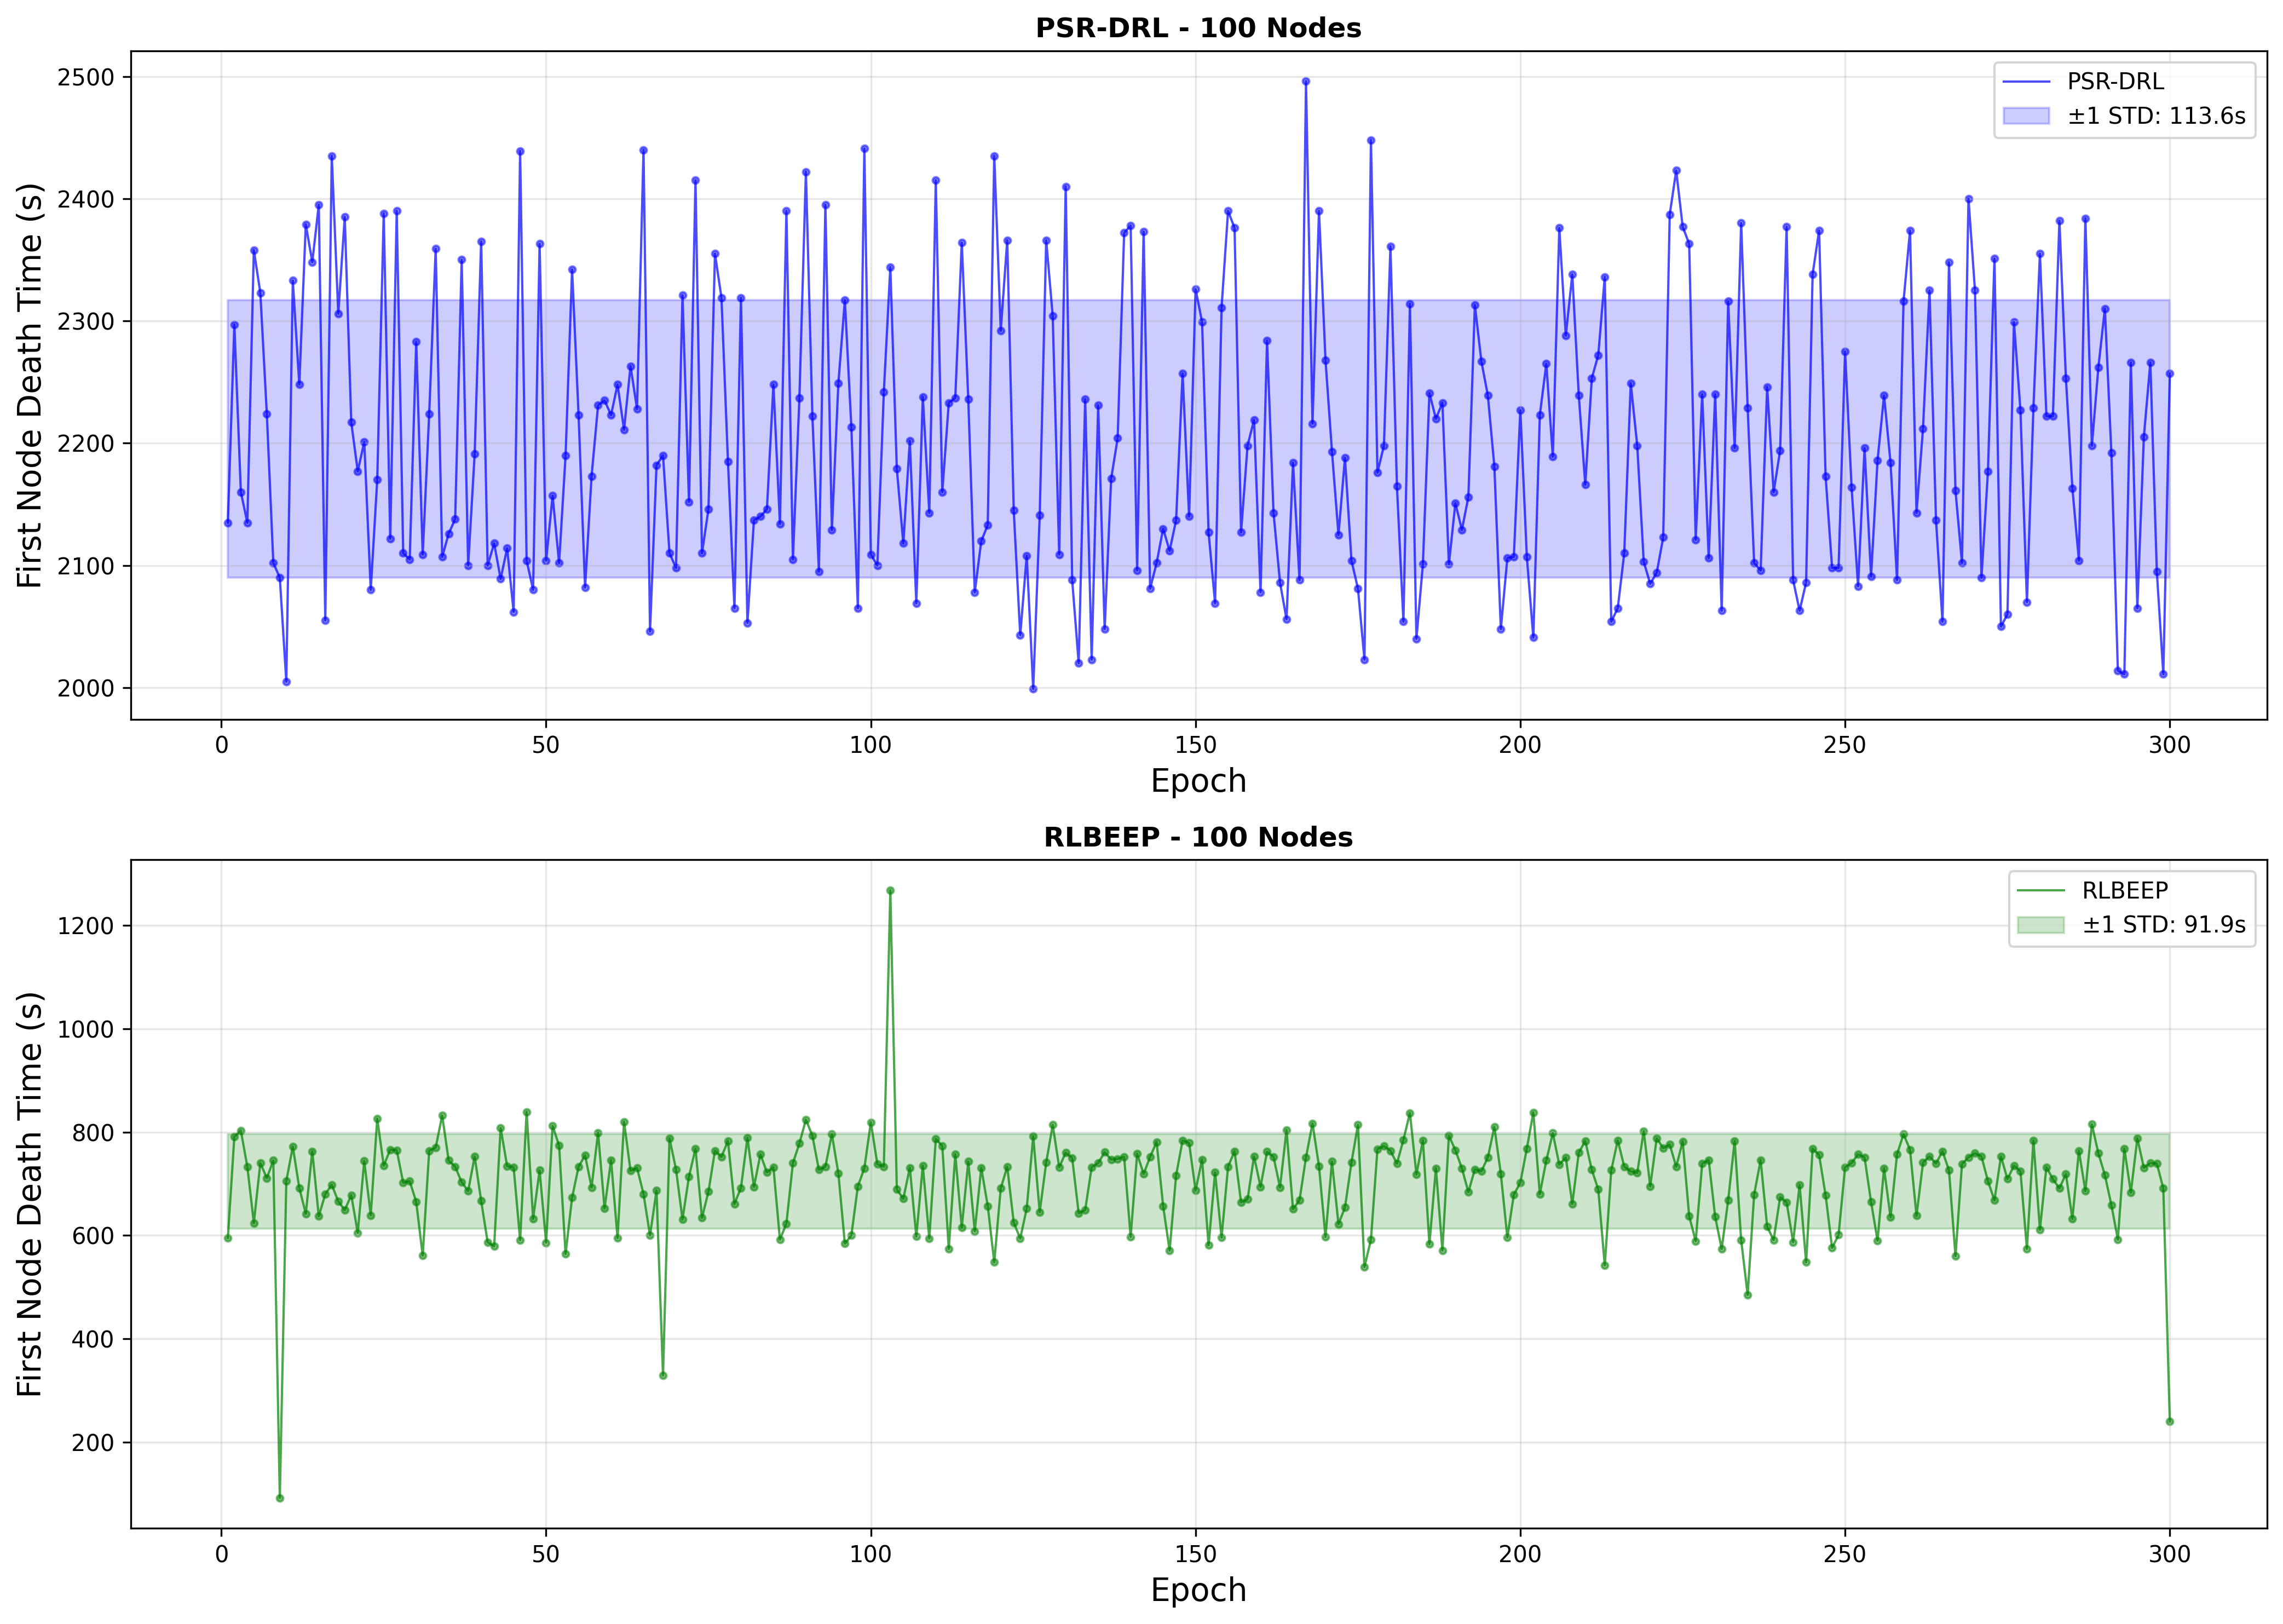 PSR-DRL - 100 Nodes
First Node Death Time (s)
2500
2400
2300
2200
2100
2000
PSR-DRL
±1 STD: 113.6s
0 50 100 150 200 250 300
Epoch
RLBEEP - 100 Nodes
First Node Death Time (s)
1200
1000
800
600
400
200
RLBEEP
±1 STD: 91.9s
0 50 100 150 200 250 300
Epoch